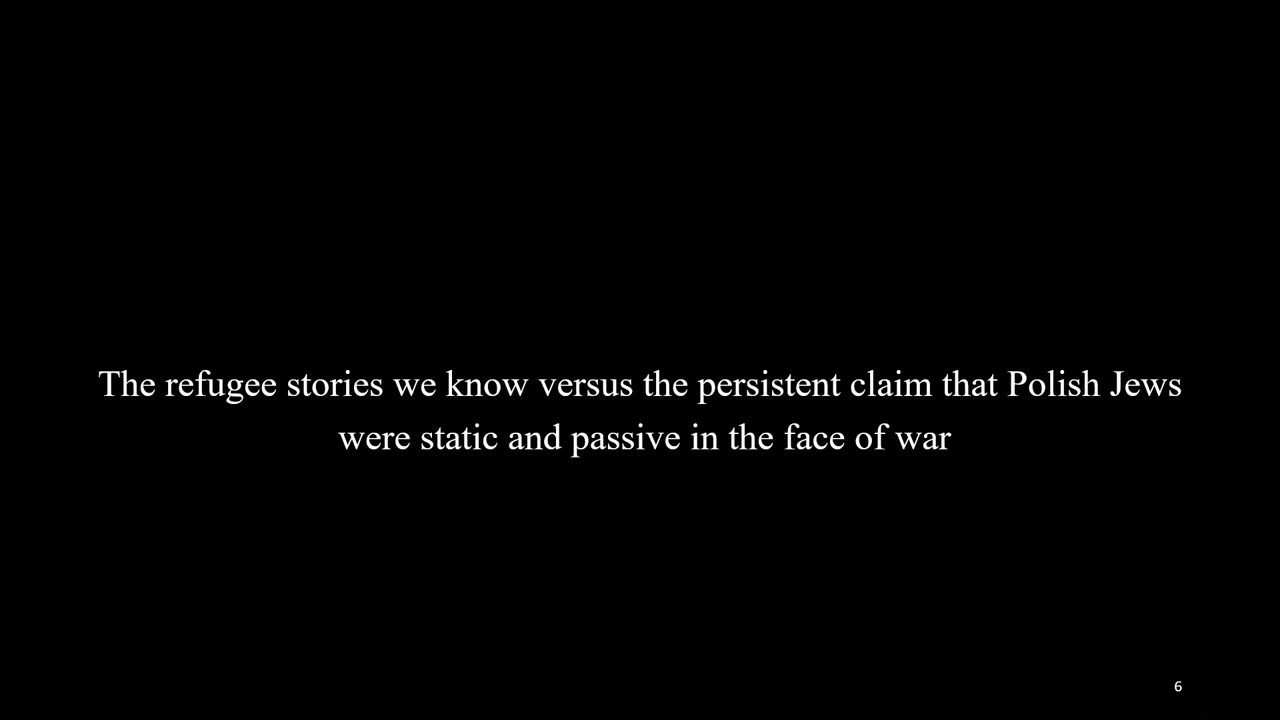 The refugee stories we know versus the persistent claim that Polish Jews
were static and passive in the face of war
6